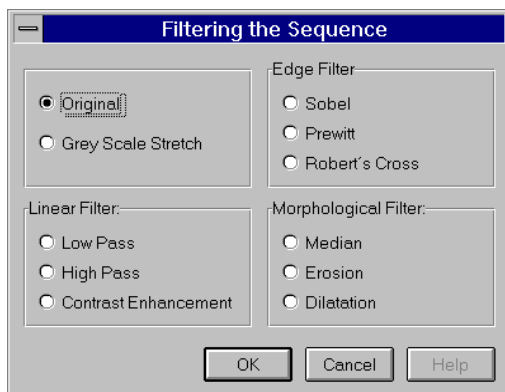 Filtering the Sequence
Original
Grey Scale Stretch
Edge Filter
Sobel
Prewitt
Robert´s Cross
Linear Filter:
Low Pass
High Pass
Contrast Enhancement
Morphological Filter:
Median
Erosion
Dilatation
OK
Cancel
Help